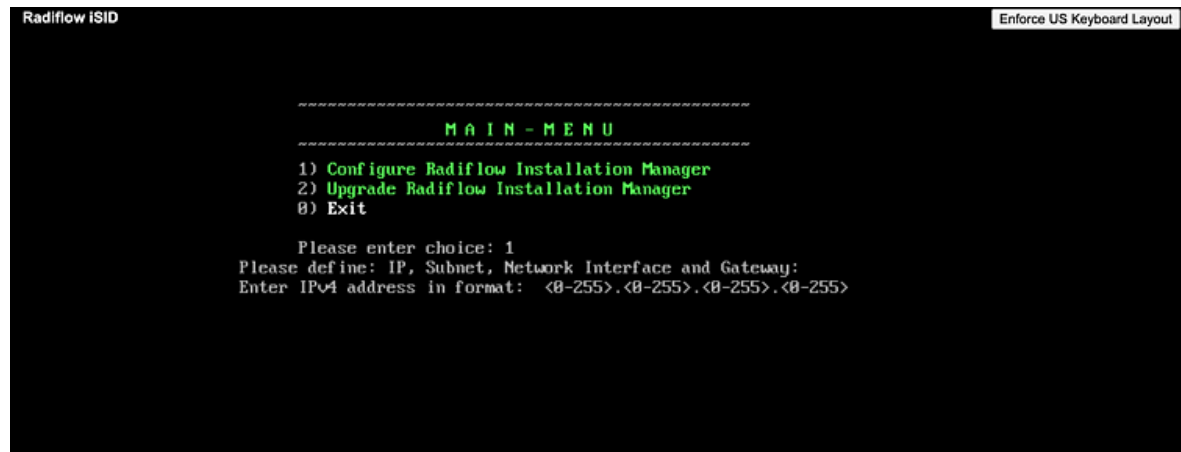 Radiflow iSID
Enforce US Keyboard Layout
~~~~~~~~~~~~~~~~~~~~~~~~~~~~~~~~~~~~~~~~~~~~~~
M A I N - M E N U
~~~~~~~~~~~~~~~~~~~~~~~~~~~~~~~~~~~~~~~~~~~~~~
1) Configure Radiflow Installation Manager
2) Upgrade Radiflow Installation Manager
0) Exit
Please enter choice: 1
Please define: IP, Subnet, Network Interface and Gateway:
Enter IPv4 address in format:  <0-255>.<0-255>.<0-255>.<0-255>